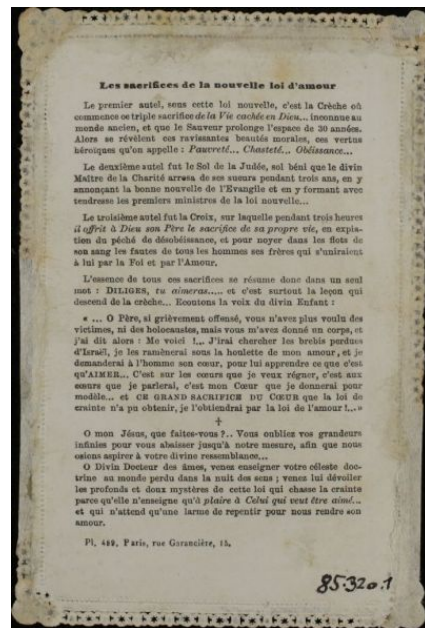 Les sacrifices de la nouvelle loi d'amour
Le premier autel, sous cette loi nouvelle, c'est la Crèche où
commence ce triple sacrifice de la Vie cachée en Dieu... inconnue au
monde ancien, et que le Sauveur prolonge l'espace de 30 années.
Alors se révèlent ces ravissantes beautés morales, ces vertus
héroïques qu'on appelle : Pauvreté... Chasteté... Obéissance...
Le deuxième autel fut le Sol de la Judée, sol béni que le divin
Maître de la Charité arrosa de ses sueurs pendant trois ans, en y
annonçant la bonne nouvelle de l'Evangile et en y formant avec
tendresse les premiers ministres de la loi nouvelle...
Le troisième autel fut la Croix, sur laquelle pendant trois heures
il offrit à Dieu son Père le sacrifice de sa propre vie, en expia-
tion du péché de désobéissance, et pour noyer dans les flots de
son sang les fautes de tous les hommes ses frères qui s'uniraient
à lui par la Foi et par l'Amour.
L'essence de tous ces sacrifices se résume donc dans un seul
mot : DILIGES, tu aimeras..... et c'est surtout la leçon qui
descend de la crèche... Ecoutons la voix du divin Enfant :
« ... O Père, si grièvement offensé, vous n'avez plus voulu des
victimes, ni des holocaustes, mais vous m'avez donné un corps, et
j'ai dit alors : Me voici !... J'irai chercher les brebis perdues
d'Israël, je les ramènerai sous la houlette de mon amour, et je
demanderai à l'homme son cœur, pour lui apprendre ce que c'est
qu'AIMER... C'est sur les cœurs que je veux régner, c'est aux
cœurs que je parlerai, c'est mon Cœur que je donnerai pour
modèle... et CE GRAND SACRIFICE DU CŒUR que la loi de
crainte n'a pu obtenir, je l'obtiendrai par la loi de l'amour !... »
†
O mon Jésus, que faites-vous ?.. Vous oubliez vos grandeurs
infinies pour vous abaisser jusqu'à notre mesure, afin que nous
osions aspirer à votre divine ressemblance...
O Divin Docteur des âmes, venez enseigner votre céleste doc-
trine au monde perdu dans la nuit des sens ; venez lui dévoiler
les profonds et doux mystères de cette loi qui chasse la crainte
parce qu'elle n'enseigne qu'à plaire à Celui qui veut être aimé...
et qui n'attend qu'une larme de repentir pour nous rendre son
amour.
Pl. 469, Paris, rue Garancière, 15.
85.320.1